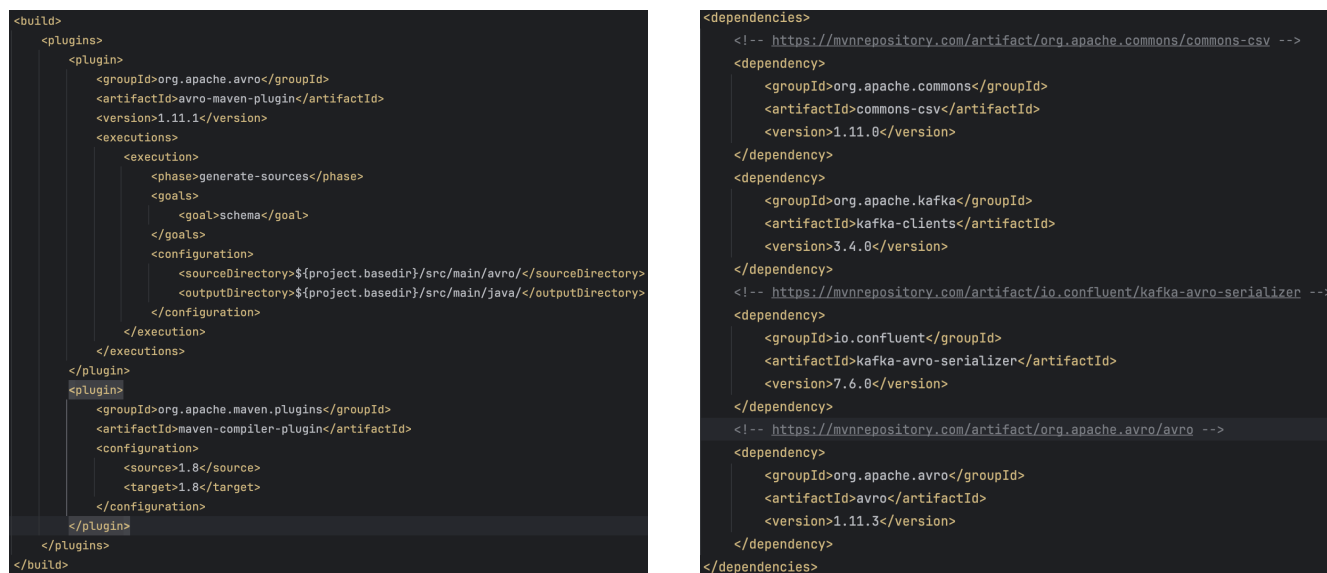 <build>
<plugins>
<plugin>
<groupId>org.apache.avro</groupId>
<artifactId>avro-maven-plugin</artifactId>
<version>1.11.1</version>
<executions>
<execution>
<phase>generate-sources</phase>
<goals>
<goal>schema</goal>
</goals>
<configuration>
<sourceDirectory>${project.basedir}/src/main/avro/</sourceDirectory>
<outputDirectory>${project.basedir}/src/main/java/</outputDirectory>
</configuration>
</execution>
</executions>
</plugin>
<plugin>
<groupId>org.apache.maven.plugins</groupId>
<artifactId>maven-compiler-plugin</artifactId>
<configuration>
<source>1.8</source>
<target>1.8</target>
</configuration>
</plugin>
</plugins>
</build>
<dependencies>
<!-- https://mvnrepository.com/artifact/org.apache.commons/commons-csv -->
<dependency>
<groupId>org.apache.commons</groupId>
<artifactId>commons-csv</artifactId>
<version>1.11.0</version>
</dependency>
<dependency>
<groupId>org.apache.kafka</groupId>
<artifactId>kafka-clients</artifactId>
<version>3.4.0</version>
</dependency>
<!-- https://mvnrepository.com/artifact/io.confluent/kafka-avro-serializer -->
<dependency>
<groupId>io.confluent</groupId>
<artifactId>kafka-avro-serializer</artifactId>
<version>7.6.0</version>
</dependency>
<!-- https://mvnrepository.com/artifact/org.apache.avro/avro -->
<dependency>
<groupId>org.apache.avro</groupId>
<artifactId>avro</artifactId>
<version>1.11.3</version>
</dependency>
</dependencies>